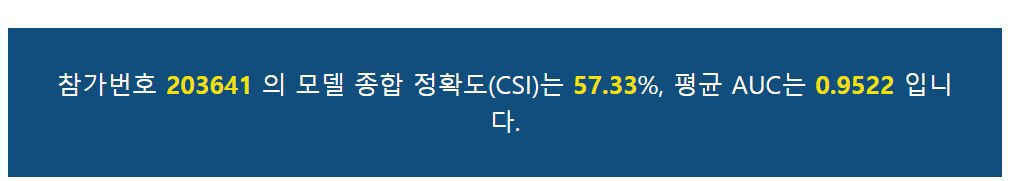 참가번호 203641 의 모델 종합 정확도(CSI)는 57.33%, 평균 AUC는 0.9522 입니
다.